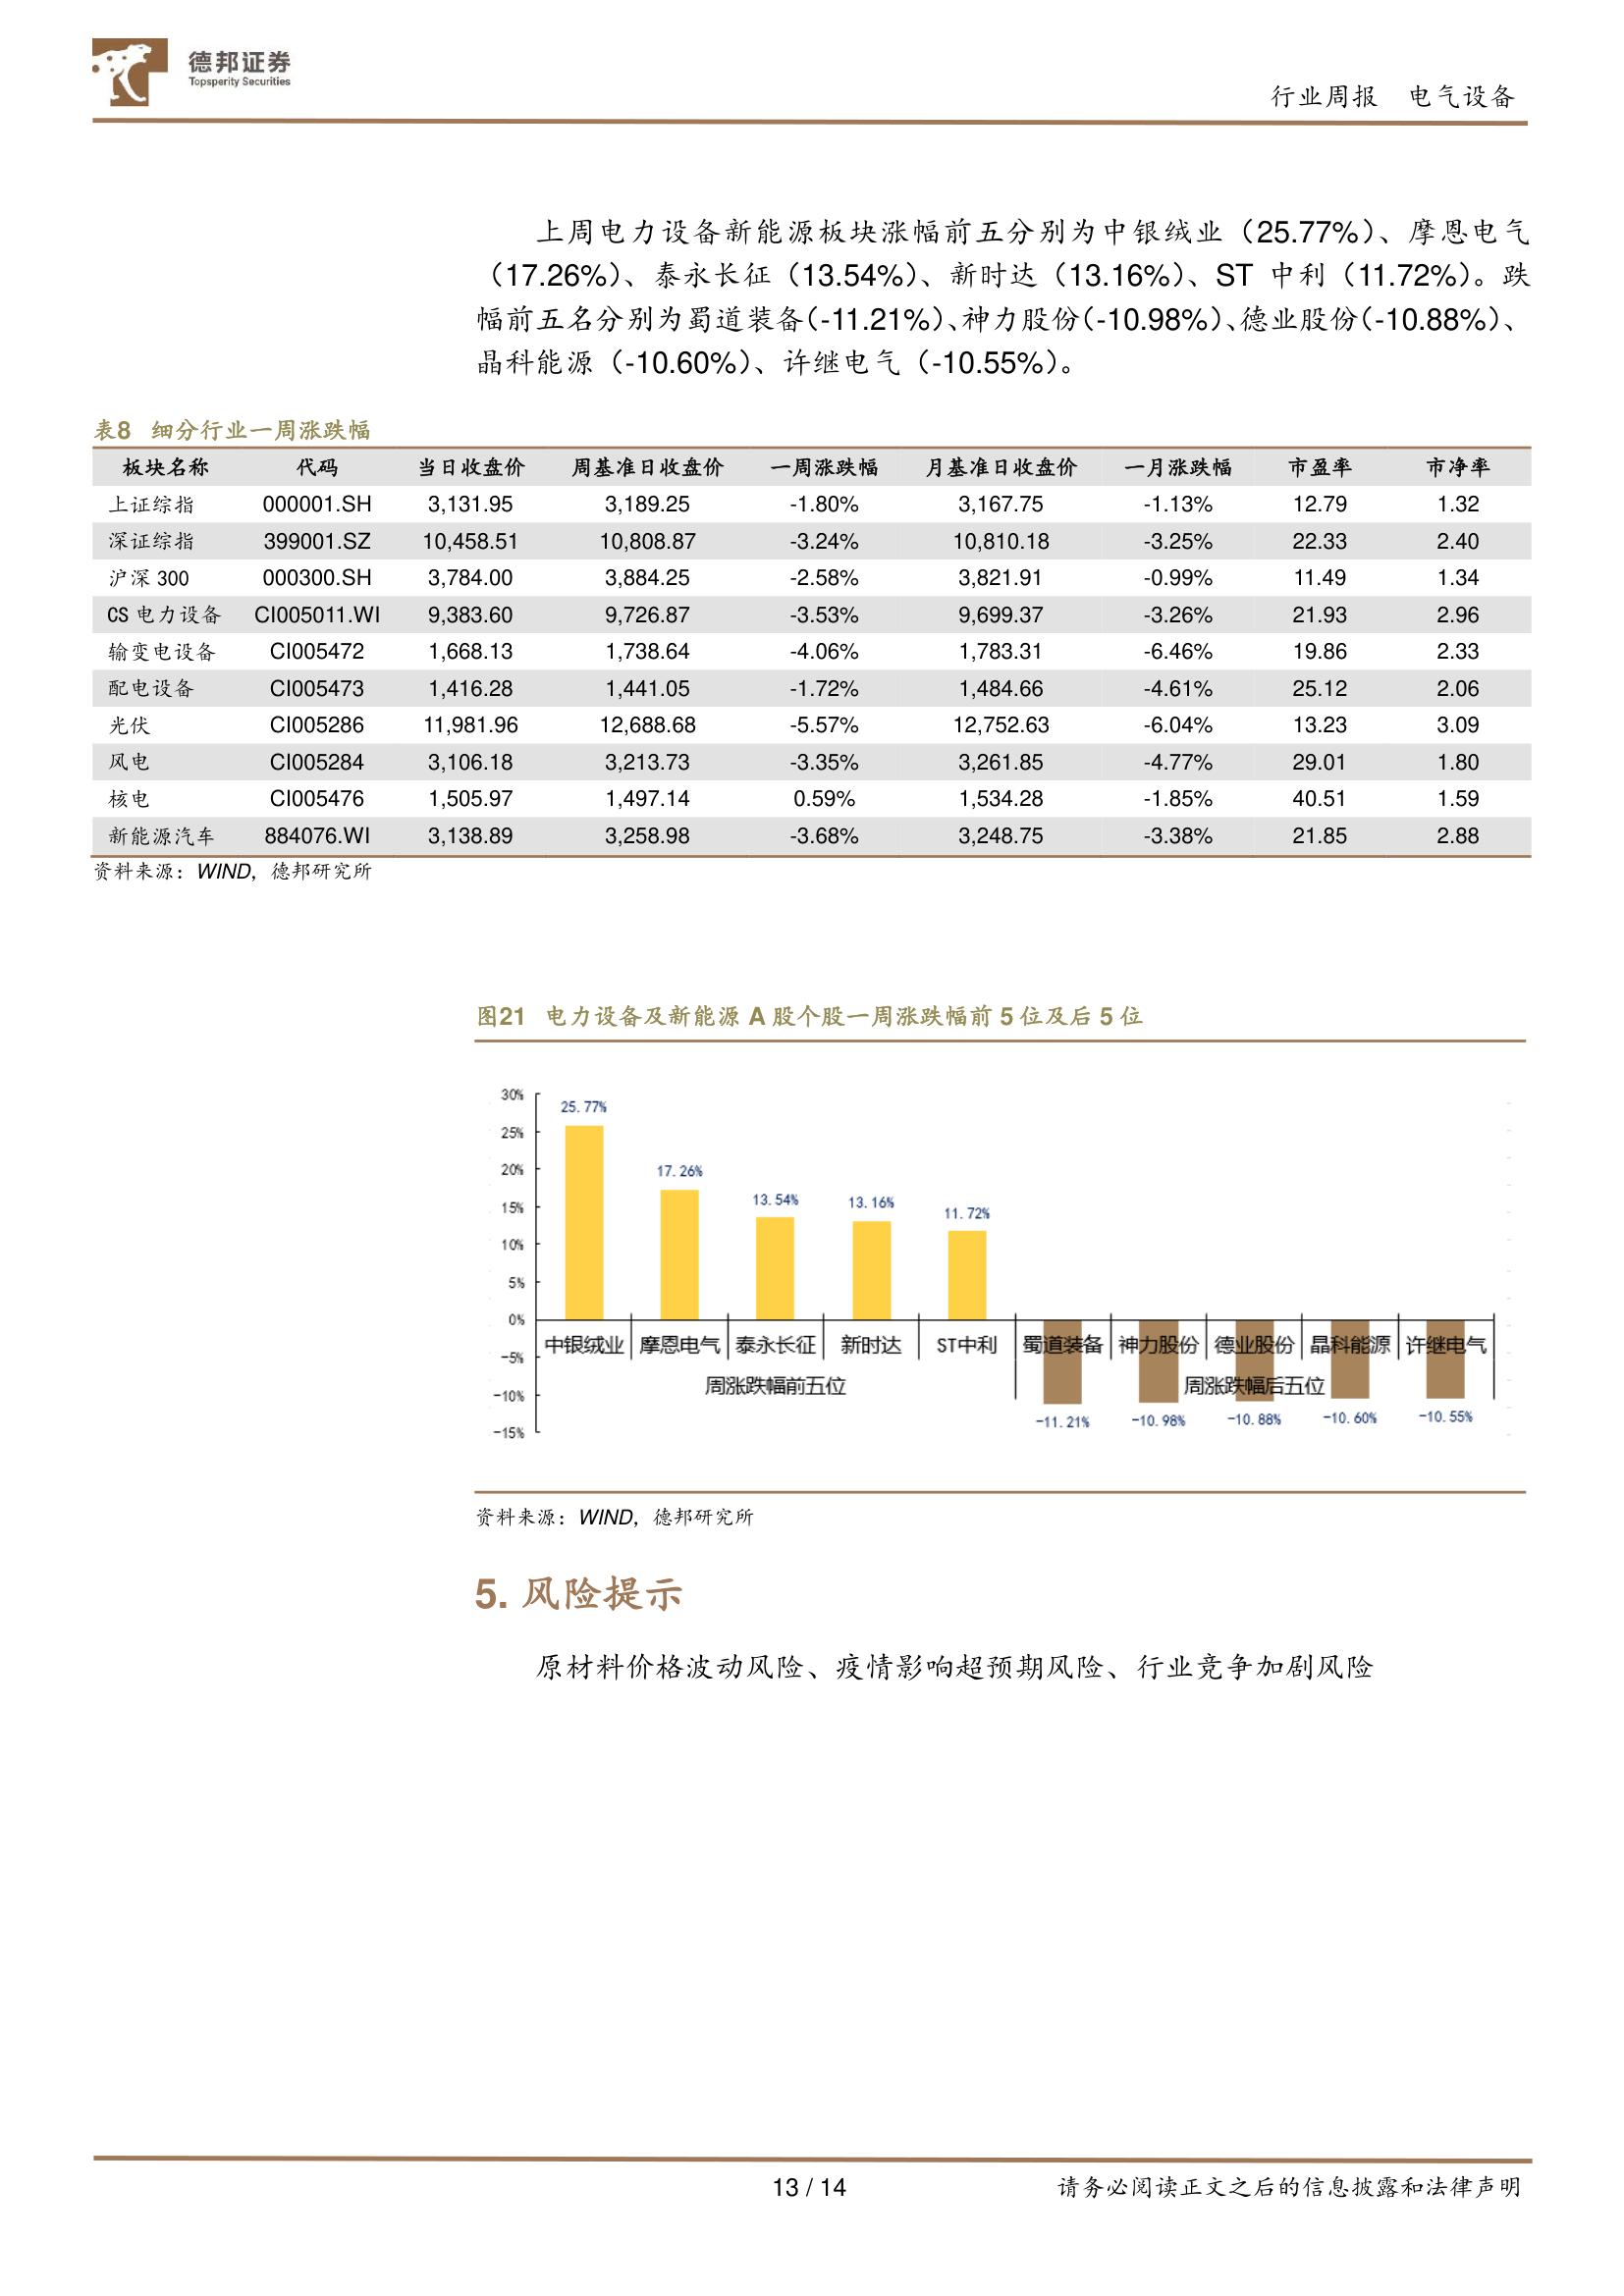 德邦证券
Topsperity Securities
行业周报 电气设备
上周电力设备新能源板块涨幅前五分别为中银绒业（25.77%）、摩恩电气
（17.26%）、泰永长征（13.54%）、新时达（13.16%）、ST 中利（11.72%）。跌
幅前五名分别为蜀道装备（-11.21%）、神力股份（-10.98%）、德业股份（-10.88%）、
晶科能源（-10.60%）、许继电气（-10.55%）。
表8 细分行业一周涨跌幅
板块名称 代码 当日收盘价 周基准日收盘价 一周涨跌幅 月基准日收盘价 一月涨跌幅 市盈率 市净率
上证综指 000001.SH 3,131.95 3,189.25 -1.80% 3,167.75 -1.13% 12.79 1.32
深证综指 399001.SZ 10,458.51 10,808.87 -3.24% 10,810.18 -3.25% 22.33 2.40
沪深 300 000300.SH 3,784.00 3,884.25 -2.58% 3,821.91 -0.99% 11.49 1.34
CS 电力设备 CI005011.WI 9,383.60 9,726.87 -3.53% 9,699.37 -3.26% 21.93 2.96
输变电设备 CI005472 1,668.13 1,738.64 -4.06% 1,783.31 -6.46% 19.86 2.33
配电设备 CI005473 1,416.28 1,441.05 -1.72% 1,484.66 -4.61% 25.12 2.06
光伏 CI005286 11,981.96 12,688.68 -5.57% 12,752.63 -6.04% 13.23 3.09
风电 CI005284 3,106.18 3,213.73 -3.35% 3,261.85 -4.77% 29.01 1.80
核电 CI005476 1,505.97 1,497.14 0.59% 1,534.28 -1.85% 40.51 1.59
新能源汽车 884076.WI 3,138.89 3,258.98 -3.68% 3,248.75 -3.38% 21.85 2.88
资料来源：WIND，德邦研究所
图21 电力设备及新能源 A 股个股一周涨跌幅前 5 位及后 5 位
30%
25%
20%
15%
10%
5%
0%
-5%
-10%
-15%
25.77% 17.26% 13.54% 13.16% 11.72%
中银绒业 摩恩电气 泰永长征 新时达 ST中利 蜀道装备 神力股份 德业股份 晶科能源 许继电气
周涨跌幅前五位 周涨跌幅后五位
-11.21% -10.98% -10.88% -10.60% -10.55%
资料来源：WIND，德邦研究所
5. 风险提示
原材料价格波动风险、疫情影响超预期风险、行业竞争加剧风险
13 / 14
请务必阅读正文之后的信息披露和法律声明